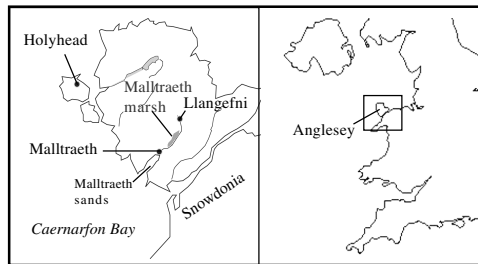 Holyhead
Malltraeth
marsh
Llangefni
Malltraeth
Malltraeth
sands
Snowdonia
Caernarfon Bay
Anglesey